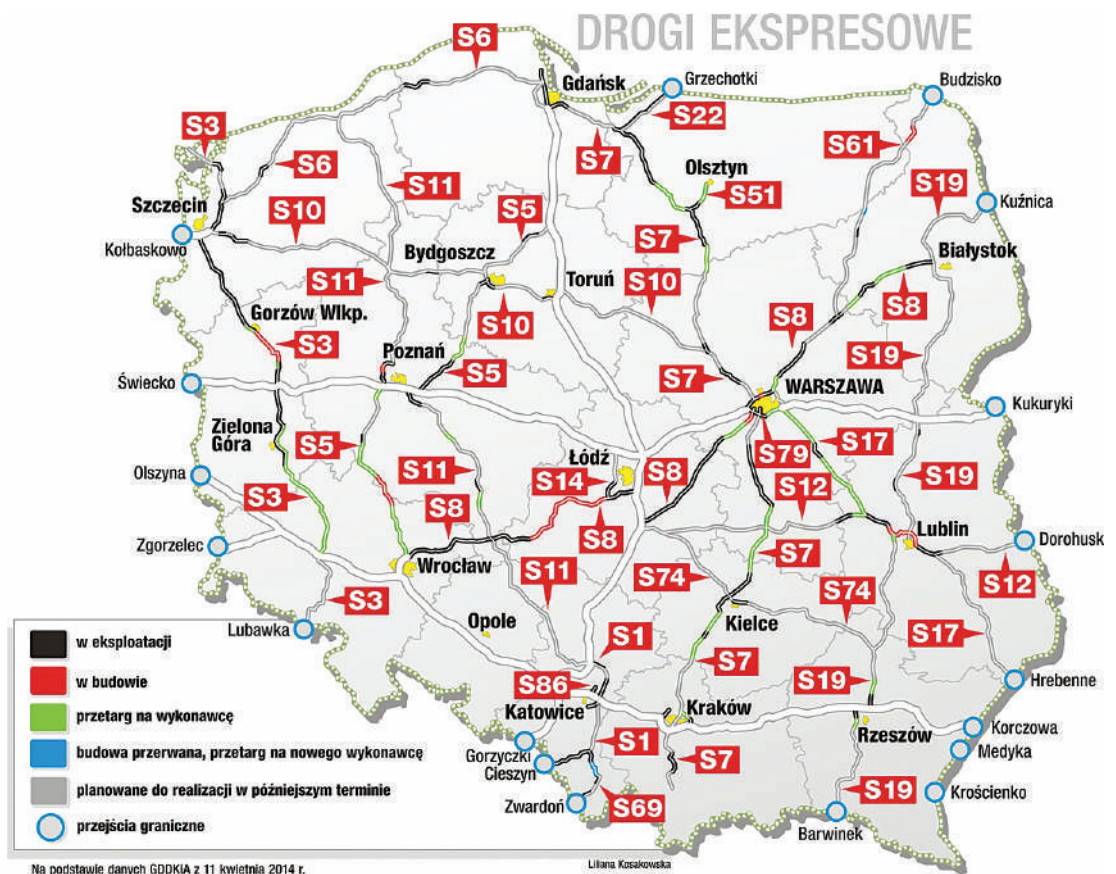 DROGI EKSPRESOWE
S6
Gdańsk
Grzechotki
Budzisko
S22
S3
S7
S61
S6
S11
Olsztyn
S51
S19
Kuźnica
Szczecin
S10
S5
Kołbaskowo
Bydgoszcz
S7
Białystok
S11
Toruń
S10
S8
Gorzów Wlkp.
S10
S8
S3
Poznań
S5
S7
S19
Świecko
WARSZAWA
Kukuryki
Zielona
Góra
S5
S79
S17
Olszyna
S11
Łódź
S14
S8
S19
S3
S8
S12
Zgorzelec
S8
Lublin
Dorohusk
Wrocław
S11
S7
S12
S74
S74
S3
Lubawka
Opole
Kielce
S17
S1
S7
S86
S19
Hrebenne
Katowice
Kraków
Rzeszów
Korczowa
Gorzyczki
S1
Medyka
Cieszyn
S7
Zwardoń
S69
S19
Krościenko
Barwinek
w eksploatacji
w budowie
przetarg na wykonawcę
budowa przerwana, przetarg na nowego wykonawcę
planowane do realizacji w późniejszym terminie
przejścia graniczne
Na podstawie danych GDDKiA z 11 kwietnia 2014 r.
Liliana Kosakowska